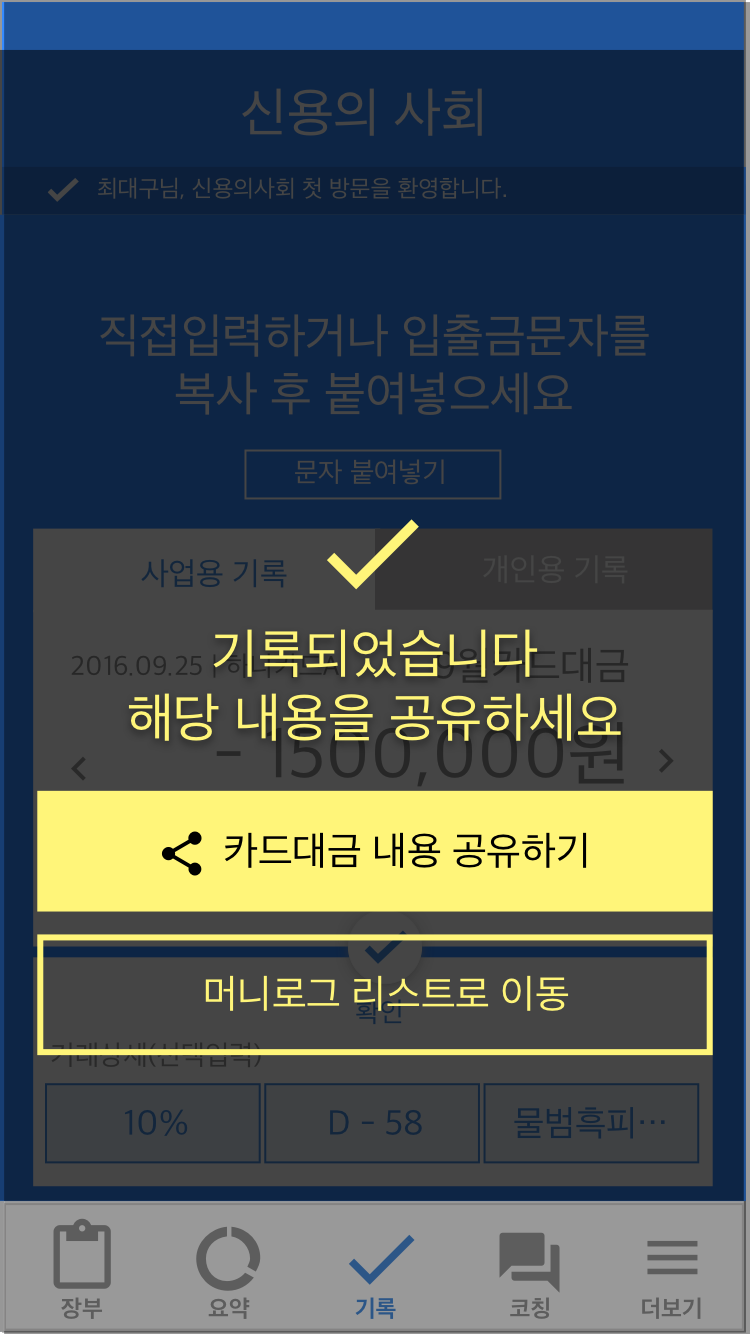 신용의 사회
최대구님, 신용의사회 첫 방문을 환영합니다.
직접입력하거나 입출금문자를
복사 후 붙여넣으세요
문자 붙여넣기
사업용 기록
개인용 기록
기록되었습니다
2016.09.25 | 하나카드 9월카드대금
해당 내용을 공유하세요
- 1500,000원
카드대금 내용 공유하기
머니로그 리스트로 이동
확인
거래상세(선택입력)
10% D - 58 물범흑피⋯
장부 요약 기록 코칭 더보기